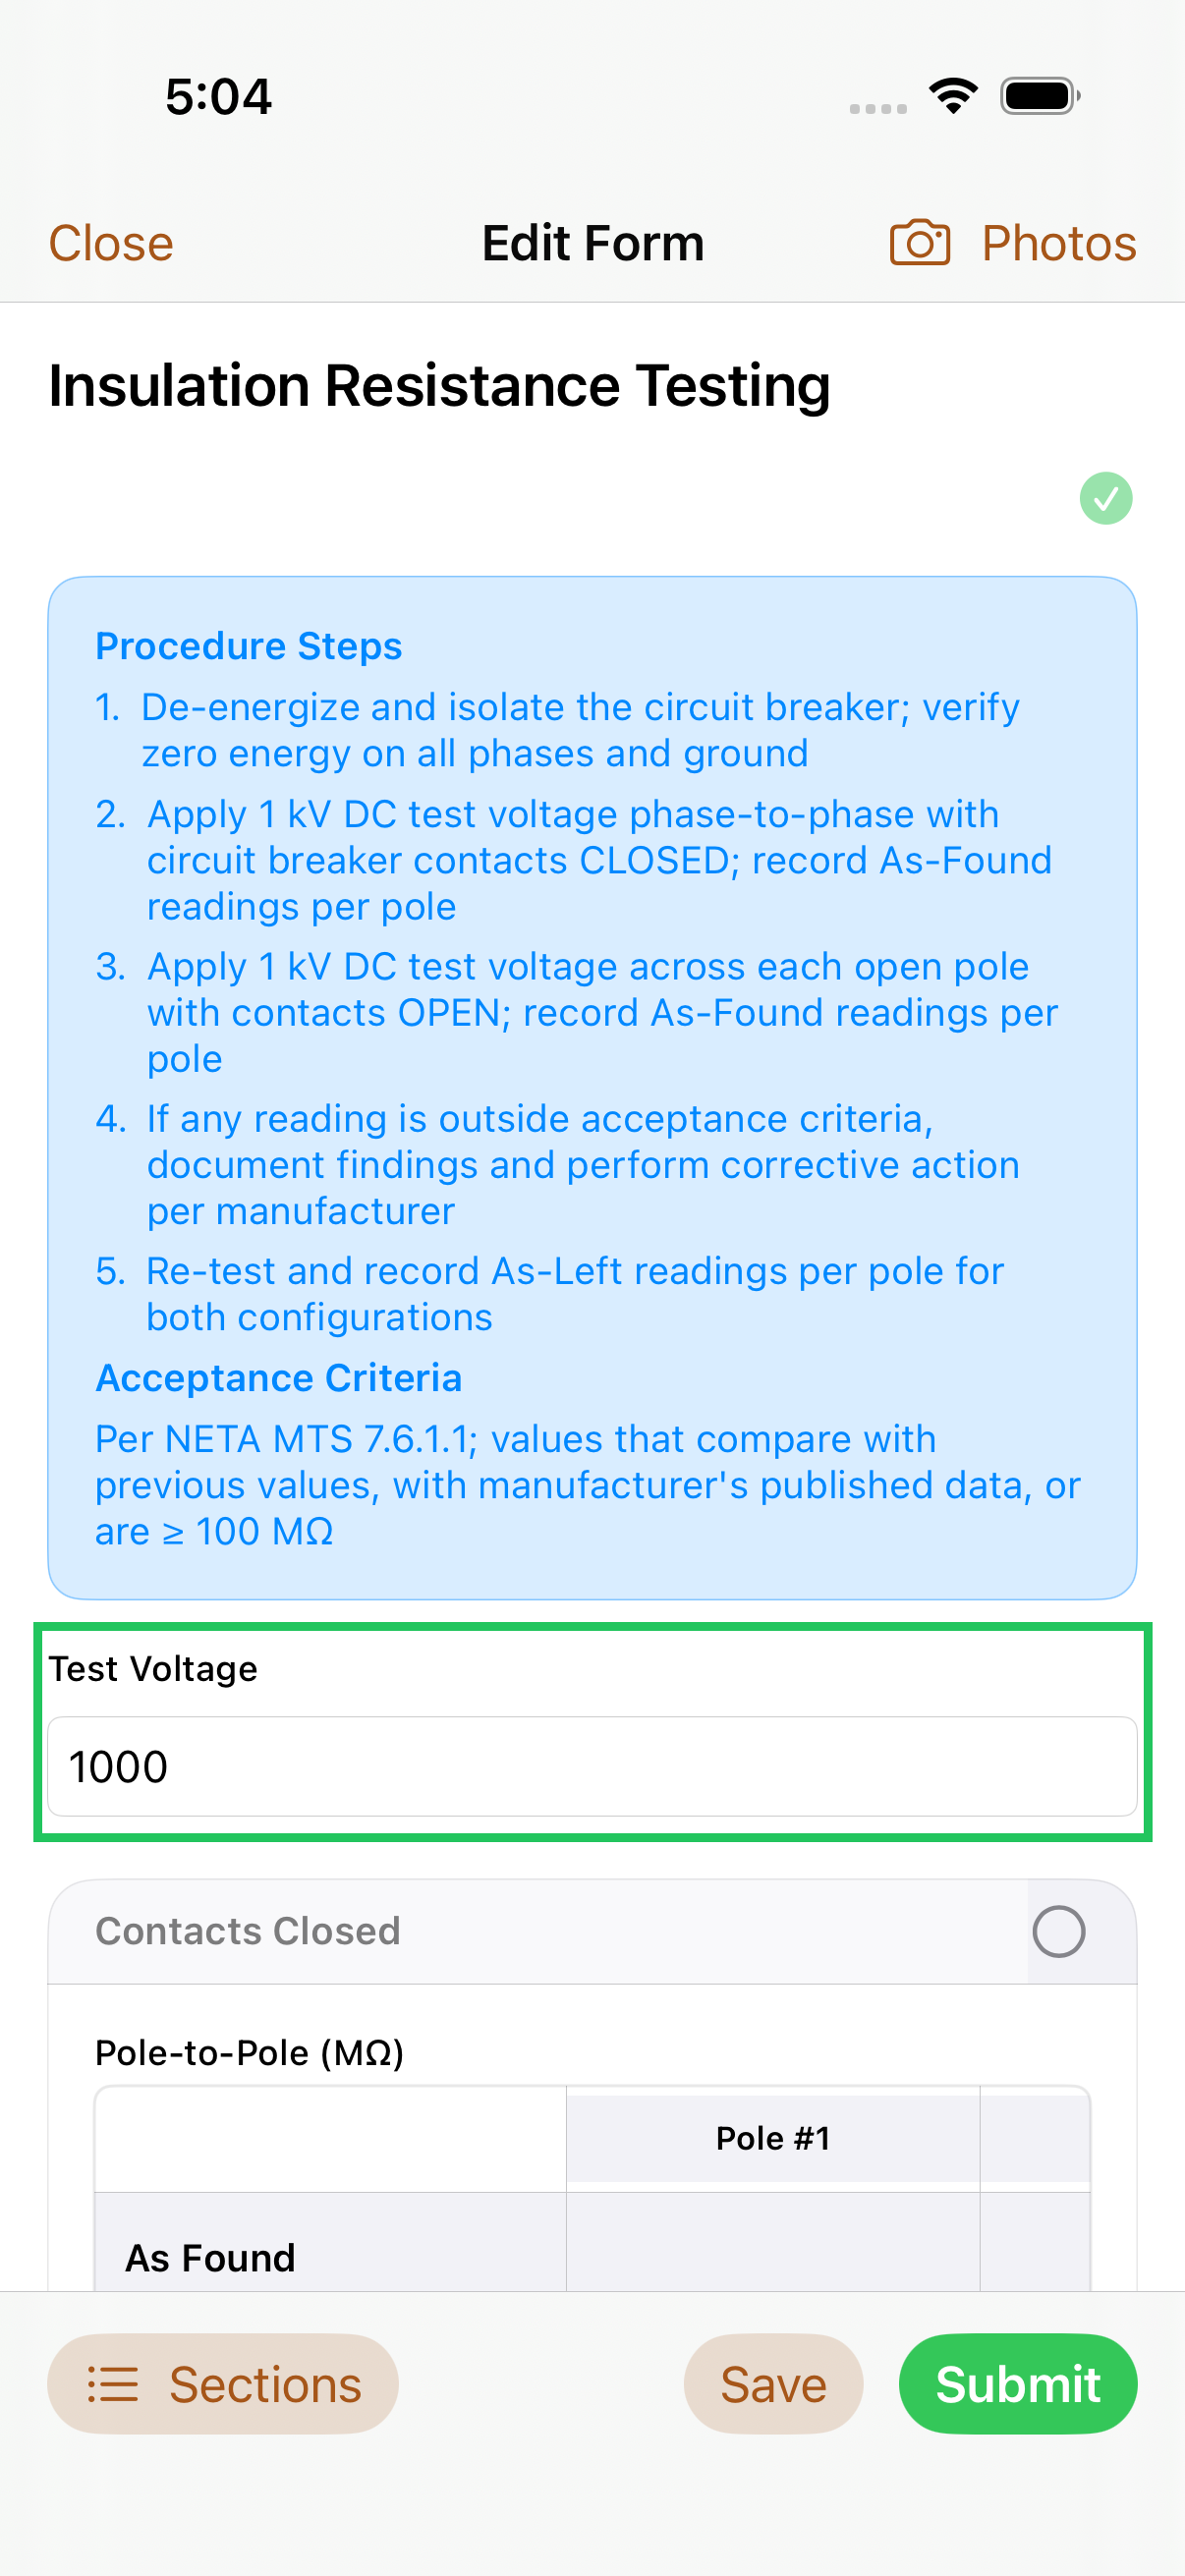 5:04
Close
Edit Form
Photos
Insulation Resistance Testing
Procedure Steps
1. De-energize and isolate the circuit breaker; verify
zero energy on all phases and ground
2. Apply 1 kV DC test voltage phase-to-phase with
circuit breaker contacts CLOSED; record As-Found
readings per pole
3. Apply 1 kV DC test voltage across each open pole
with contacts OPEN; record As-Found readings per
pole
4. If any reading is outside acceptance criteria,
document findings and perform corrective action
per manufacturer
5. Re-test and record As-Left readings per pole for
both configurations
Acceptance Criteria
Per NETA MTS 7.6.1.1; values that compare with
previous values, with manufacturer's published data, or
are ≥ 100 MΩ
Test Voltage
1000
Contacts Closed
Pole-to-Pole (MΩ)
Pole #1
As Found
Sections
Save
Submit